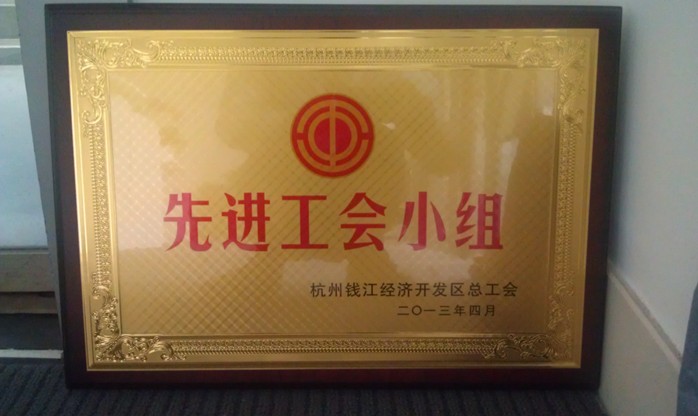 先进工会小组
杭州钱江经济开发区总工会
二〇一三年四月